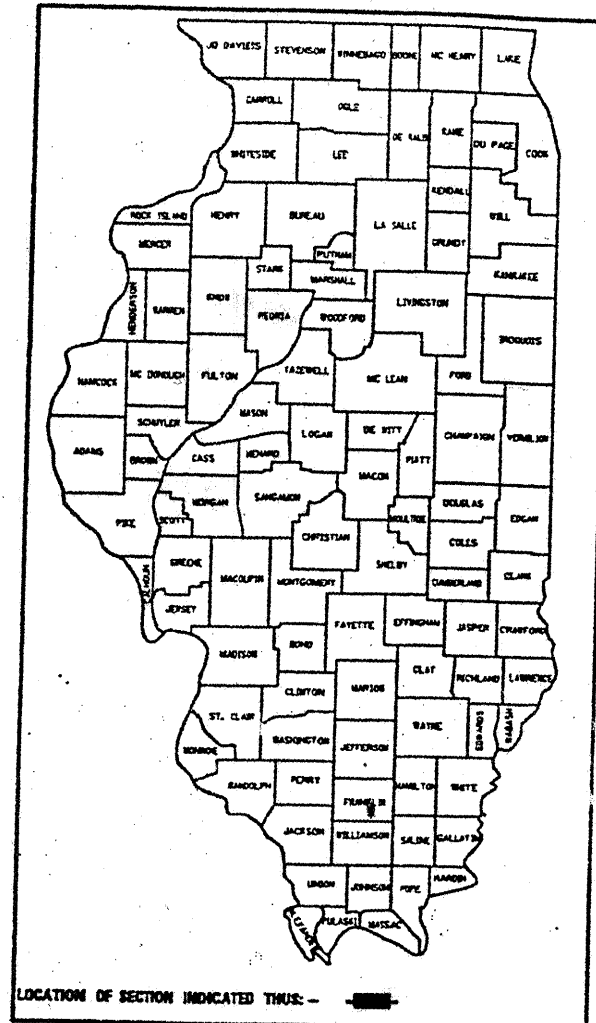 JO DAVIESS STEVENSON WINNEBAGO BOONE MC HENRY LAKE
CARROLL OGLE
DE KALB KANE DU PAGE COOK
WHITESIDE LEE
KENDALL
ROCK ISLAND HENRY BUREAU LA SALLE WILL
MERCER PUTNAM GRUNDY
STARK MARSHALL KANKAKEE
HENDERSON WARREN KNOX PEORIA WOODFORD LIVINGSTON IROQUOIS
HANCOCK MC DONOUGH FULTON TAZEWELL MC LEAN FORD
SCHUYLER MASON LOGAN DE WITT CHAMPAIGN VERMILION
ADAMS BROWN CASS MENARD MACON PIATT
PIKE SCOTT MORGAN SANGAMON MOULTRIE DOUGLAS EDGAR
CHRISTIAN COLES
CALHOUN GREENE MACOUPIN MONTGOMERY SHELBY CUMBERLAND CLARK
JERSEY FAYETTE EFFINGHAM JASPER CRAWFORD
MADISON BOND
CLINTON MARION CLAY RICHLAND LAWRENCE
ST. CLAIR
MONROE WASHINGTON JEFFERSON WAYNE EDWARDS WABASH
RANDOLPH PERRY FRANKLIN HAMILTON WHITE
JACKSON WILLIAMSON SALINE GALLATIN
UNION JOHNSON POPE HARDIN
ALEXANDER PULASKI MASSAC
LOCATION OF SECTION INDICATED THUS: -